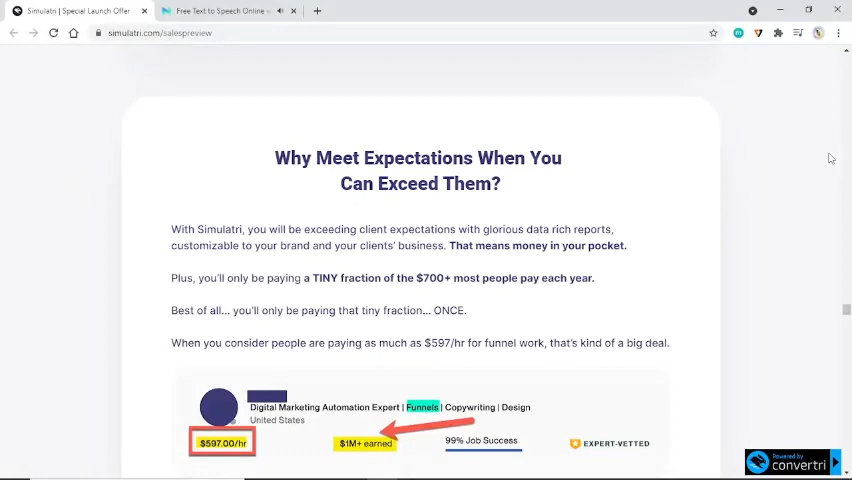 Simulatri | Special Launch Offer
Free Text to Speech Online
simulatri.com/salespreview
Why Meet Expectations When You
Can Exceed Them?
With Simulatri, you will be exceeding client expectations with glorious data rich reports,
customizable to your brand and your clients' business. That means money in your pocket.
Plus, you'll only be paying a TINY fraction of the $700+ most people pay each year.
Best of all... you'll only be paying that tiny fraction... ONCE.
When you consider people are paying as much as $597/hr for funnel work, that's kind of a big deal.
Digital Marketing Automation Expert | Funnels | Copywriting | Design
United States
$597.00/hr
$1M+ earned
99% Job Success
EXPERT-VETTED
Powered by
convertri